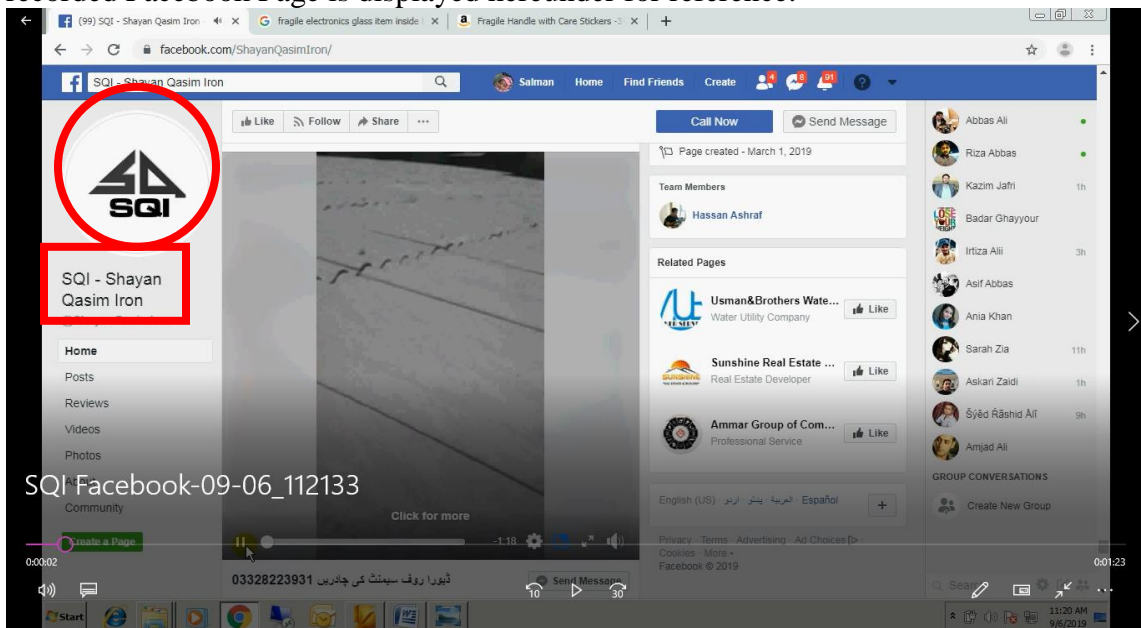 recorded Facebook Page is displayed hereunder for reference:
(99) SQI - Shayan Qasim Iron
fragile electronics glass item inside
Fragile Handle with Care Stickers -
facebook.com/ShayanQasimIron/
SQI - Shayan Qasim Iron
Salman Home Find Friends Create 4 8 91
Like Follow Share
Call Now Send Message
SQI
SQI - Shayan
Qasim Iron
Home
Posts
Reviews
Videos
Photos
Community
Create a Page
Click for more
-1:18
ڈیورا روف سیمنٹ کی چادریں 03328223931
Send Message
Page created - March 1, 2019
Team Members
Hassan Ashraf
Related Pages
Usman&Brothers Wate...
Water Utility Company
Like
Sunshine Real Estate ...
Real Estate Developer
Like
Ammar Group of Com...
Professional Service
Like
English (US) · اردو · پښتو · العربية · Español
Privacy · Terms · Advertising · Ad Choices
Cookies · More
Facebook © 2019
Abbas Ali
Riza Abbas
Kazim Jafri 1h
LOSE YOUR WEIGHT
Badar Ghayyour
Irtiza Alii 3h
Asif Abbas
Ania Khan
Sarah Zia 11h
Askari Zaidi 1h
Šÿêd Ŕãshid Ãlĩ 9h
Amjad Ali
GROUP CONVERSATIONS
Create New Group
SQI Facebook-09-06_112133
0:00:02
0:01:23
10 30
Start
11:20 AM
9/6/2019